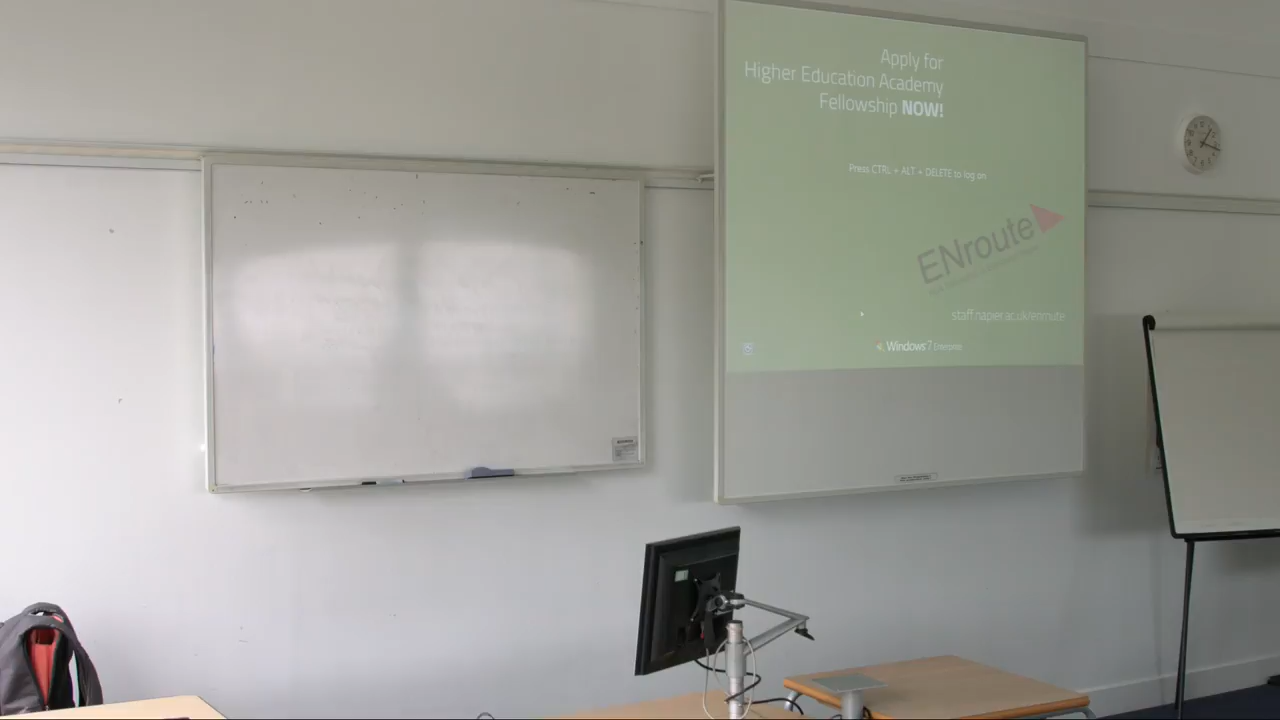 Apply for
Higher Education Academy
Fellowship NOW!
Press CTRL + ALT + DELETE to log on
ENroute
staff.napier.ac.uk/enroute
Windows 7 Enterprise